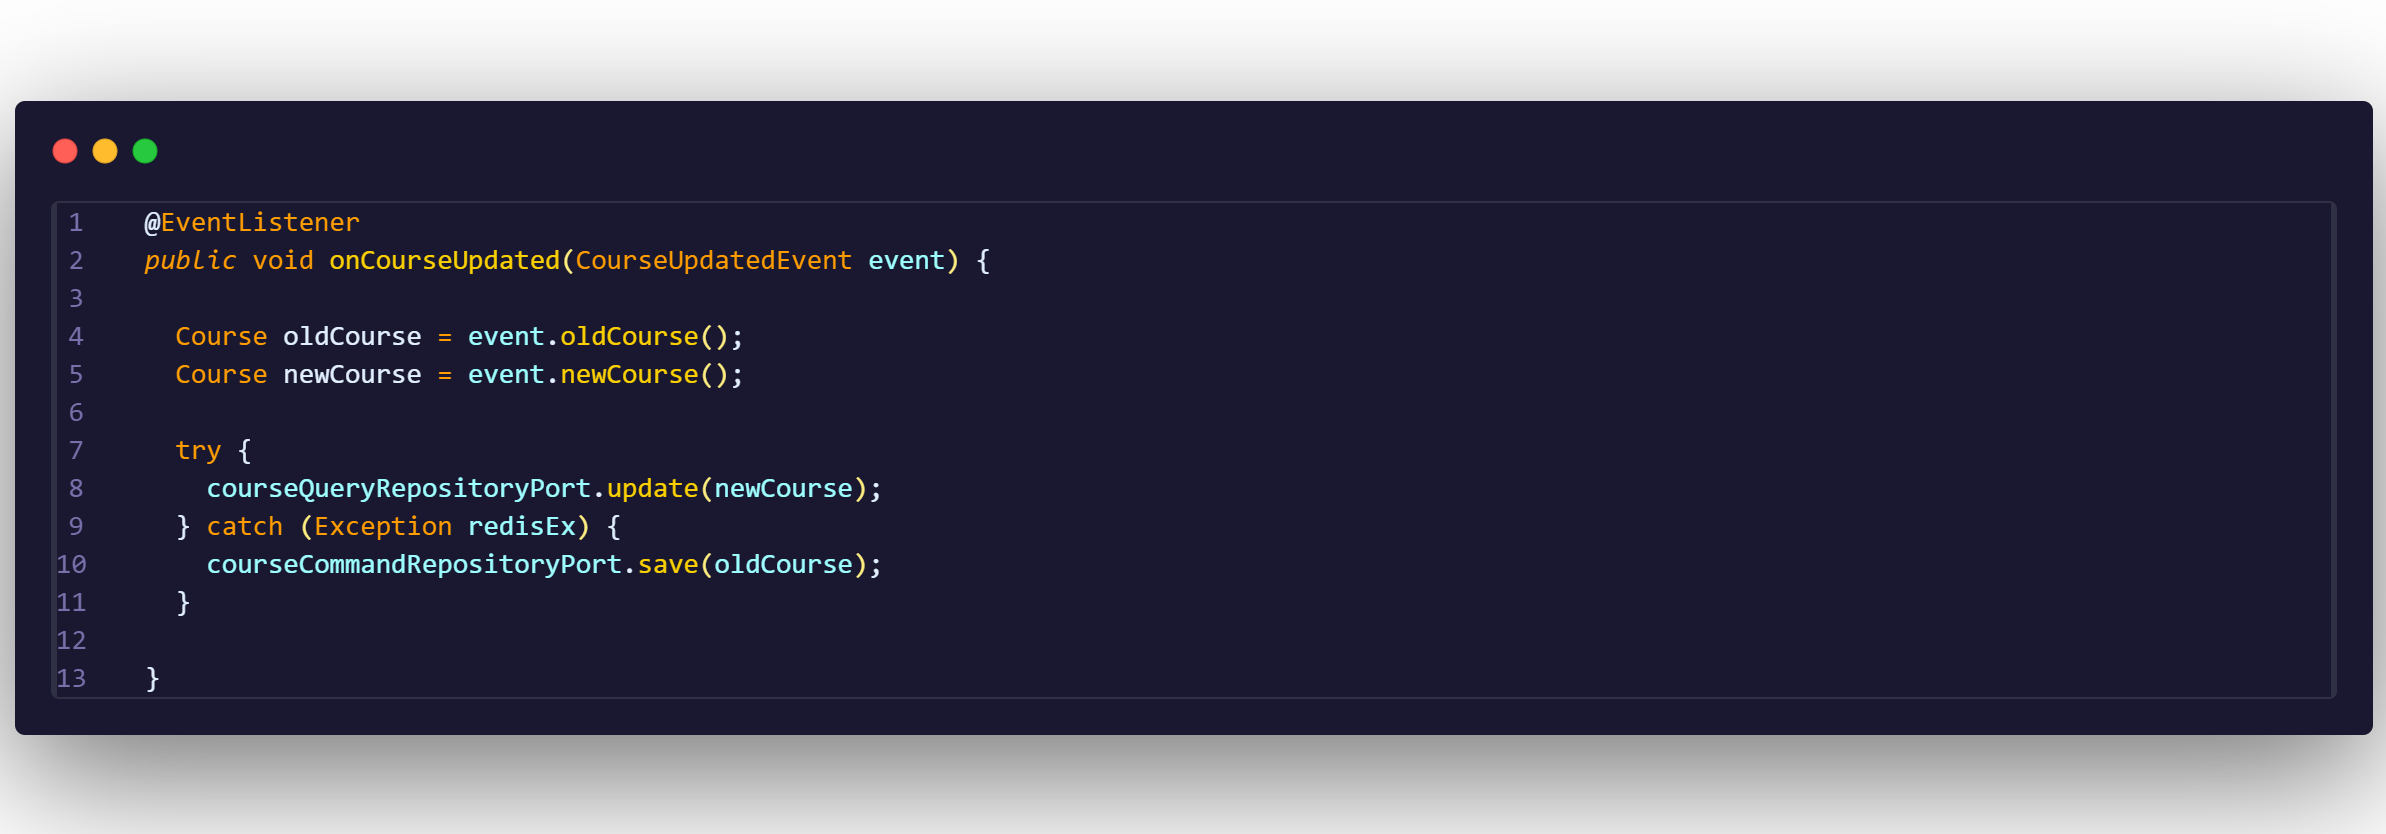 1 @EventListener
2 public void onCourseUpdated(CourseUpdatedEvent event) {
3
4 Course oldCourse = event.oldCourse();
5 Course newCourse = event.newCourse();
6
7 try {
8 courseQueryRepositoryPort.update(newCourse);
9 } catch (Exception redisEx) {
10 courseCommandRepositoryPort.save(oldCourse);
11 }
12
13 }